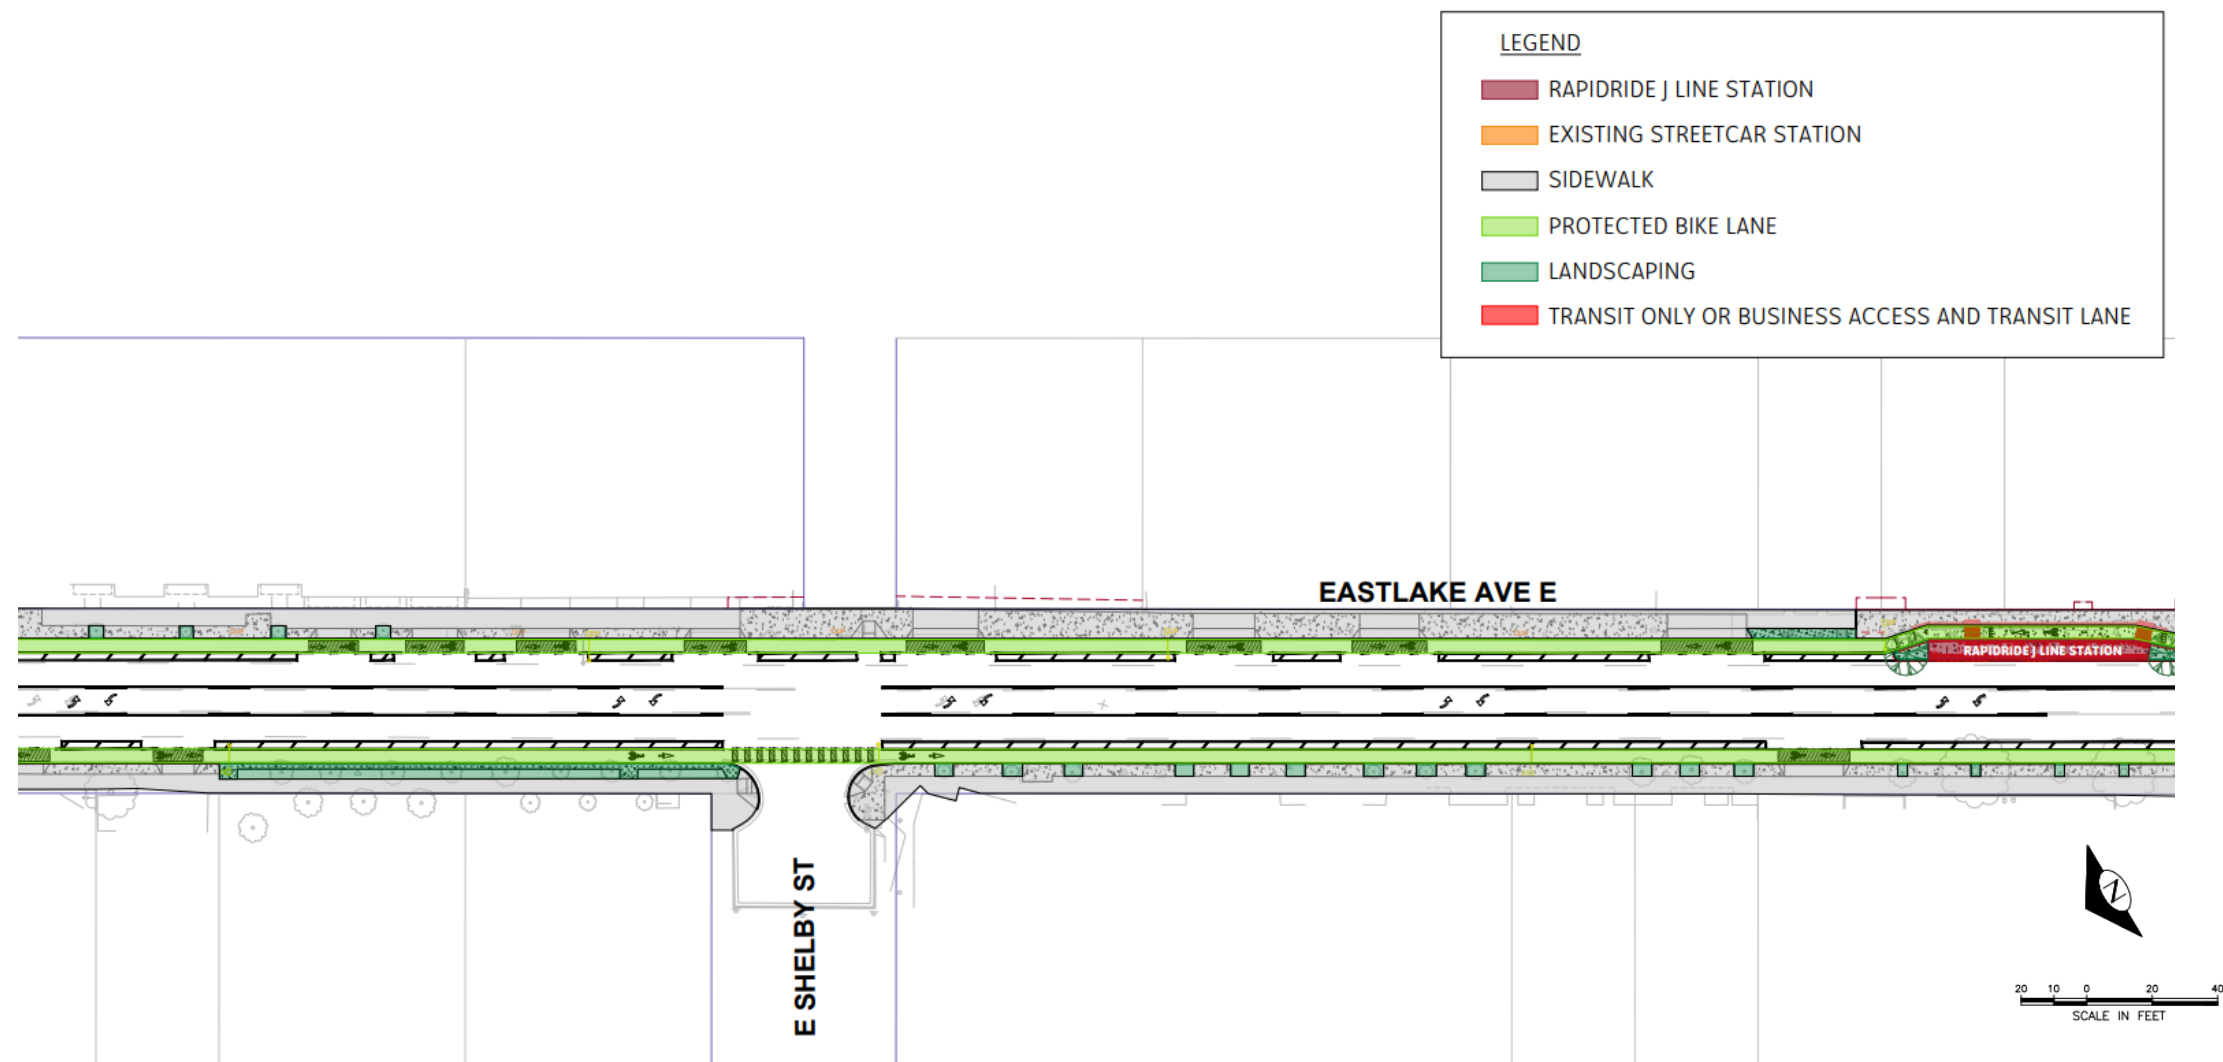 LEGEND
RAPIDRIDE J LINE STATION
EXISTING STREETCAR STATION
SIDEWALK
PROTECTED BIKE LANE
LANDSCAPING
TRANSIT ONLY OR BUSINESS ACCESS AND TRANSIT LANE
EASTLAKE AVE E
RAPIDRIDE J LINE STATION
E SHELBY ST
N
20 10 0 20 40
SCALE IN FEET